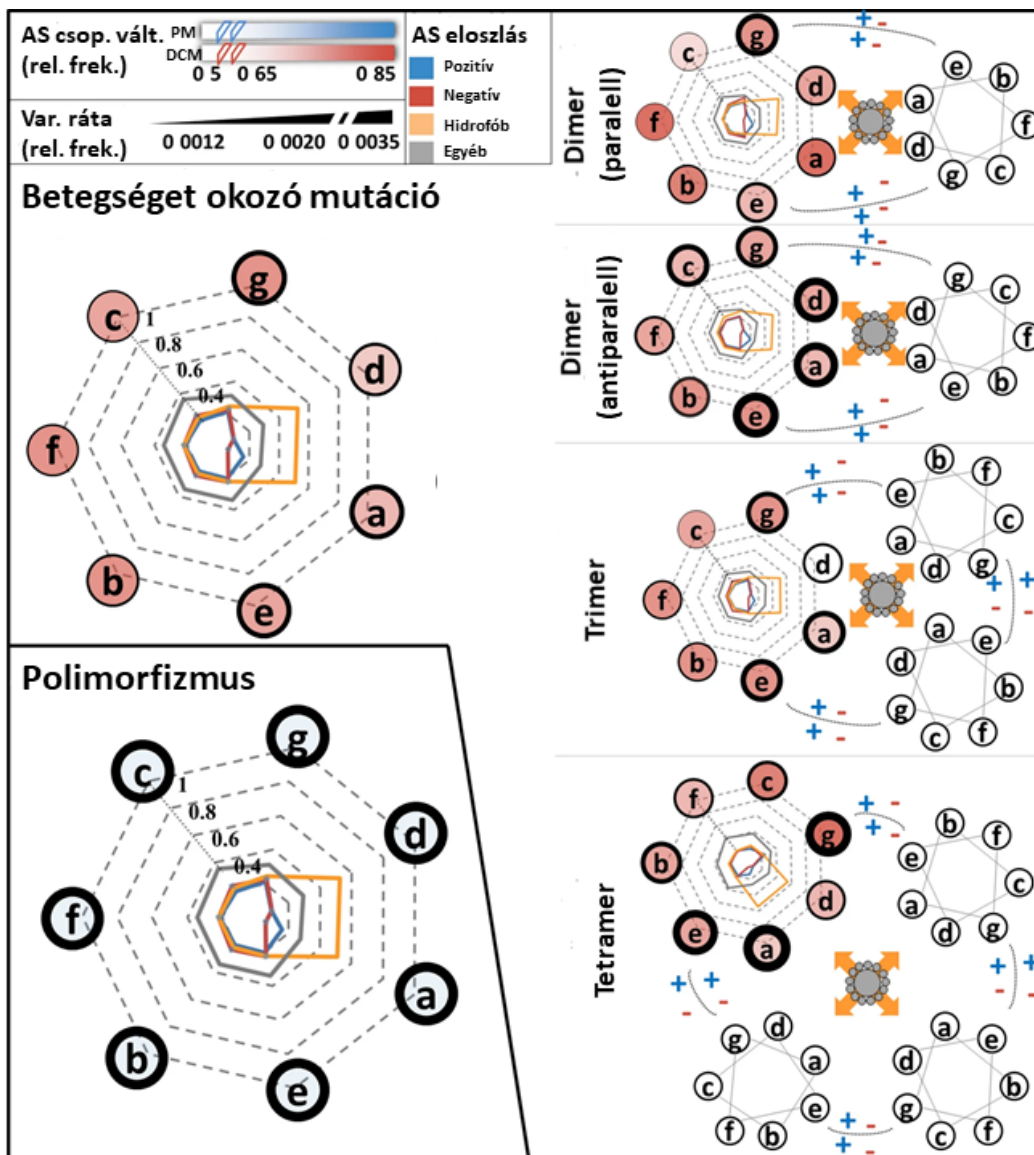 AS csop. vált.
(rel. frek.)
PM
DCM
0 5 0 65 0 85
Var. ráta
(rel. frek.)
0 0012 0 0020 0 0035
AS eloszlás
Pozitív
Negatív
Hidrofób
Egyéb
Betegséget okozó mutáció
g
c
d
f
a
b
e
1
0.8
0.6
0.4
Polimorfizmus
g
c
d
f
a
b
e
1
0.8
0.6
0.4
Dimer
(paralell)
g
c
d
f
a
b
e
+ -
+
e
b
a
f
d
g
c
-
+ -
+
Dimer
(antiparalell)
g
c
d
f
a
b
e
+ -
+ -
g
c
d
f
a
e
b
+ -
+ -
Trimer
g
c
d
f
a
b
e
+ -
+ -
b
f
e
c
a
d
g
+ +
- -
a
e
d
b
g
c
f
+ -
+ -
Tetramer
c
f
g
b
d
e
a
+ -
+ -
b
f
e
c
a
d
g
+ +
- -
+ +
- -
d
g
a
c
e
f
b
a
e
d
b
g
c
f
+ -
+ -